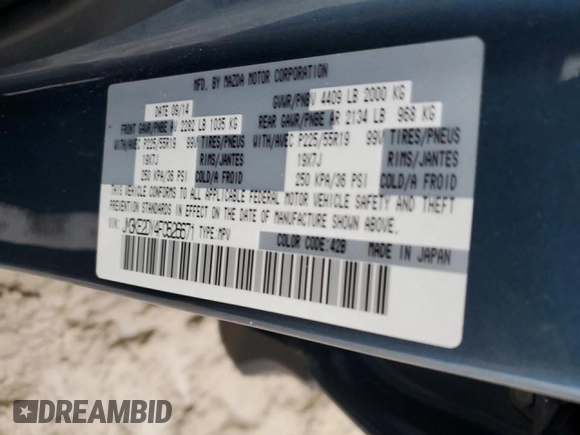 MFD. BY MAZDA MOTOR CORPORATION
DATE 09/14 GVWR/PNBV 4409 LB 2000 KG
FRONT GAWR/PNBE AV 2282 LB 1035 KG REAR GAWR/PNBE AR 2134 LB 968 KG
WITH/AVEC P225/55R19 99V TIRES/PNEUS WITH/AVEC P225/55R19 99V TIRES/PNEUS
19X7J RIMS/JANTES 19X7J RIMS/JANTES
250 KPA/36 PSI COLD/A FROID 250 KPA/36 PSI COLD/A FROID
THIS VEHICLE CONFORMS TO ALL APPLICABLE FEDERAL MOTOR VEHICLE SAFETY AND THEFT
PREVENTION STANDARDS IN EFFECT ON THE DATE OF MANUFACTURE SHOWN ABOVE.
VIN: TYPE: MPV COLOR CODE: 42B MADE IN JAPAN
DREAMBID